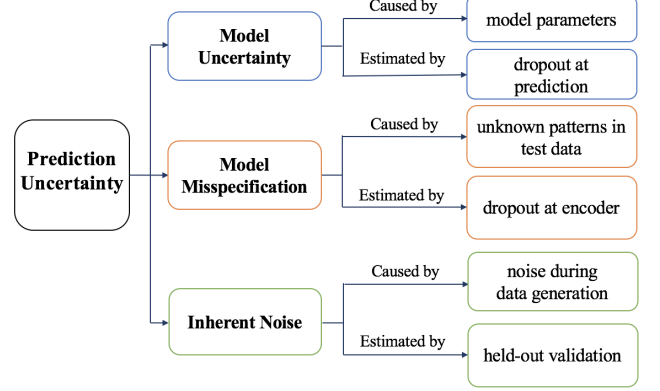 Prediction
Uncertainty
Model
Uncertainty
Caused by
model parameters
Estimated by
dropout at
prediction
Model
Misspecification
Caused by
unknown patterns in
test data
Estimated by
dropout at encoder
Inherent Noise
Caused by
noise during
data generation
Estimated by
held-out validation